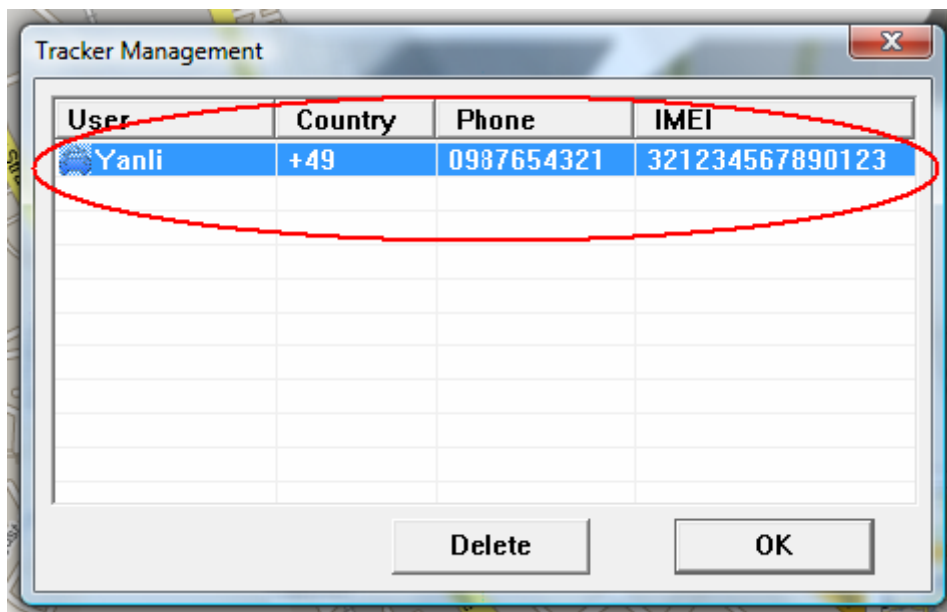 Tracker Management
User Country Phone IMEI
Yanli +49 0987654321 321234567890123
Delete OK